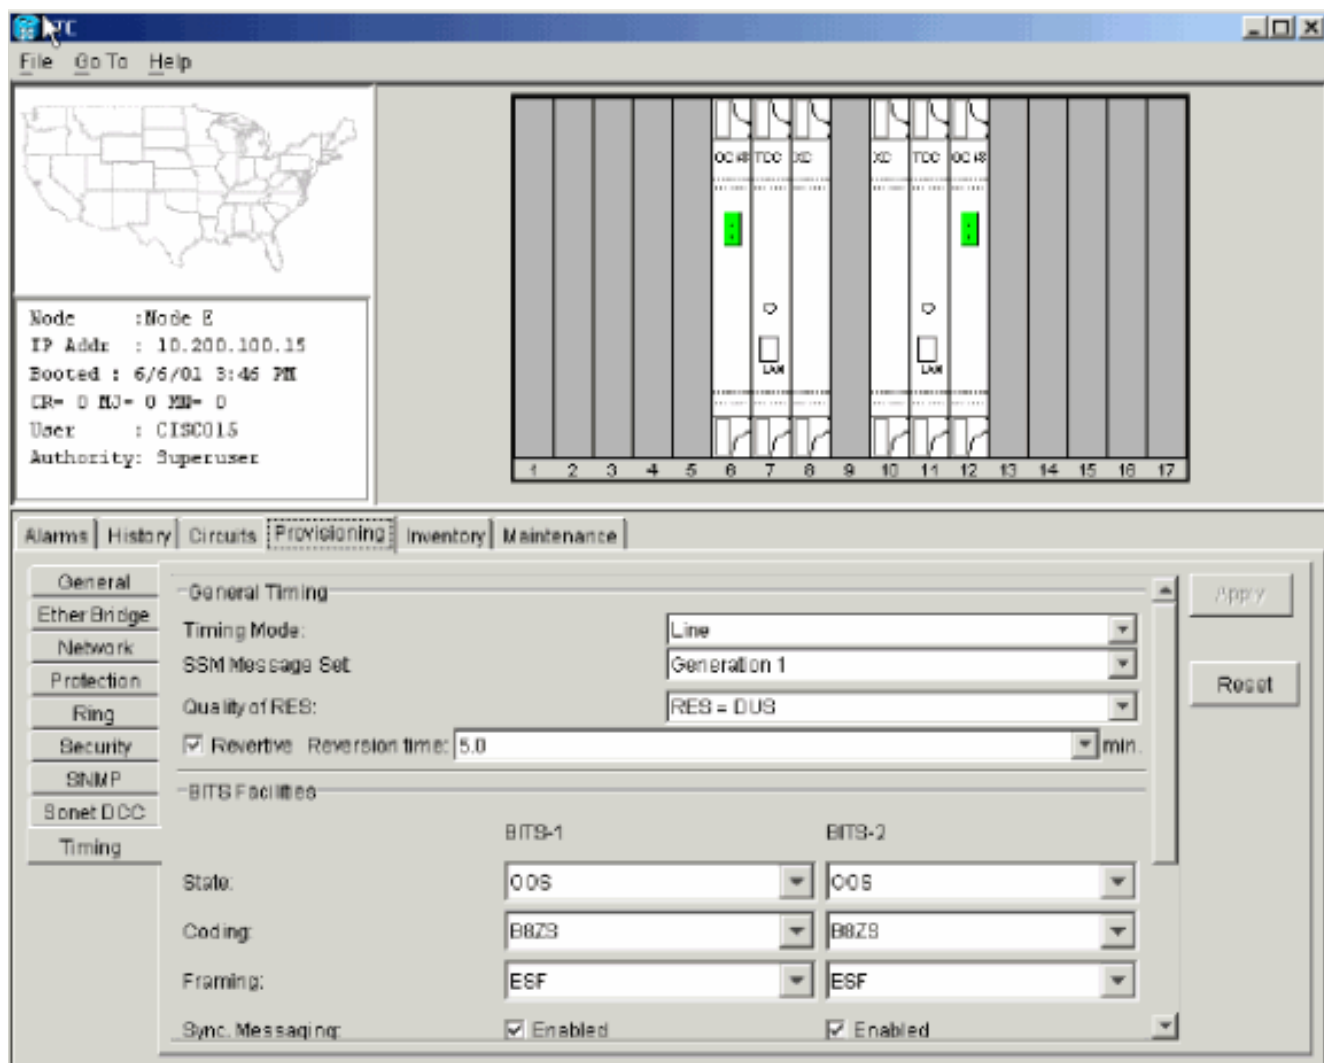 CTC
File Go To Help
OC48 TCC XC XC TCC OC48
LAN LAN
1 2 3 4 5 6 7 8 9 10 11 12 13 14 15 16 17
Node :Node E
IP Addr : 10.200.100.15
Booted : 6/6/01 3:46 PM
CR= 0 MJ= 0 MN= 0
User : CISCO15
Authority: Superuser
Alarms History Circuits Provisioning Inventory Maintenance
General
Ether Bridge
Network
Protection
Ring
Security
SNMP
Sonet DCC
Timing
General Timing
Timing Mode: Line
SSM Message Set: Generation 1
Quality of RES: RES = DUS
Revertive Reversion time: 5.0 min.
BITS Facilities
BITS-1 BITS-2
State: OOS OOS
Coding: B8ZS B8ZS
Framing: ESF ESF
Sync. Messaging: Enabled Enabled
Apply
Reset